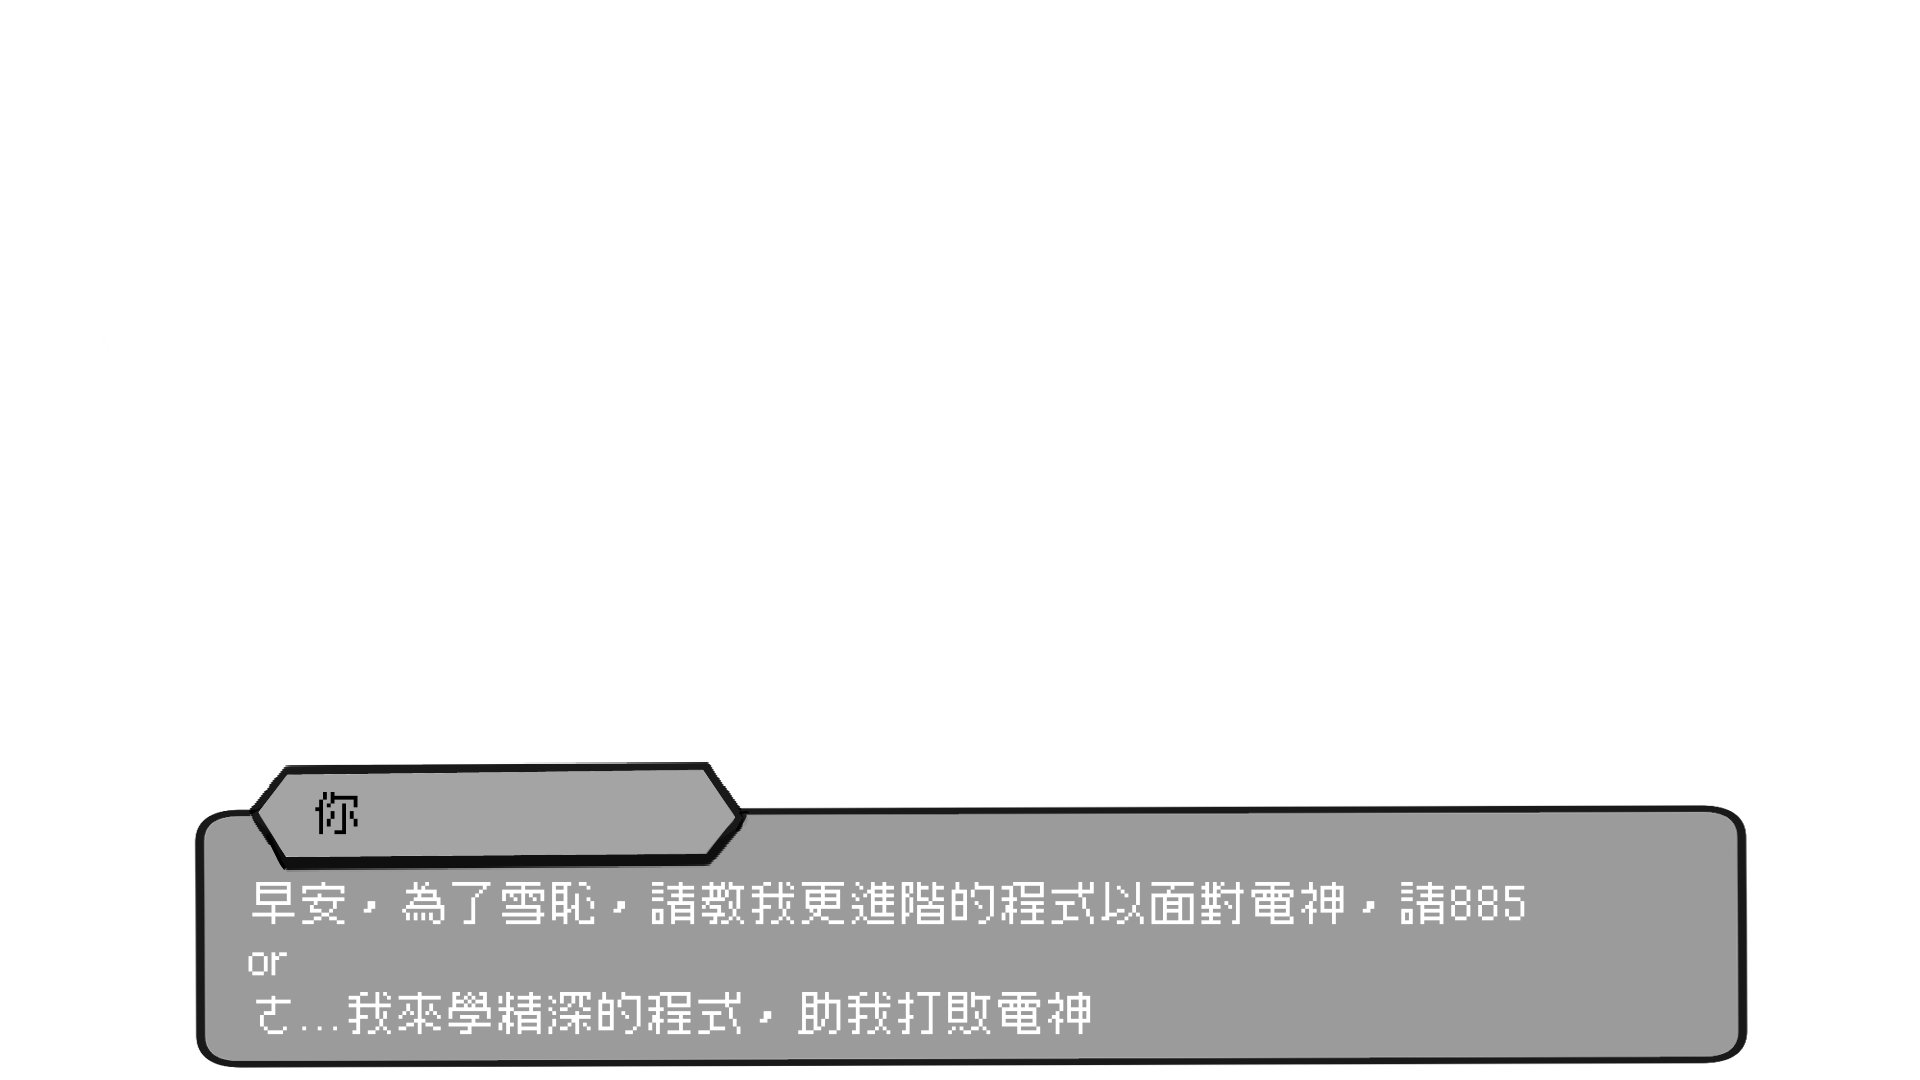 你
早安，為了雪恥，請教我更進階的程式以面對電神，請885
or
ㄜ...我來學精深的程式，助我打敗電神